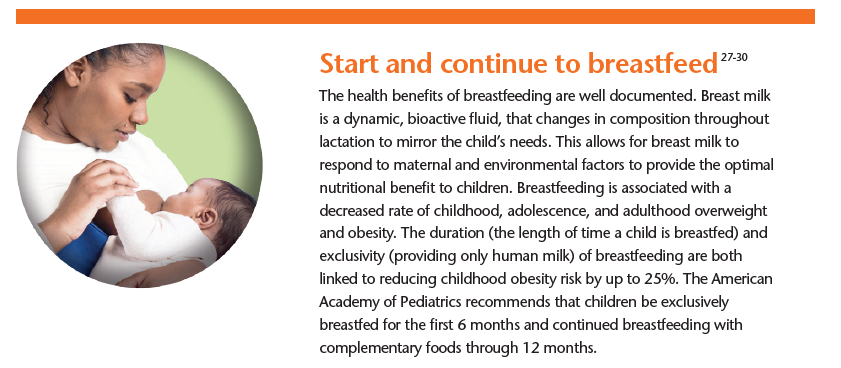 Start and continue to breastfeed 27-30
The health benefits of breastfeeding are well documented. Breast milk
is a dynamic, bioactive fluid, that changes in composition throughout
lactation to mirror the child’s needs. This allows for breast milk to
respond to maternal and environmental factors to provide the optimal
nutritional benefit to children. Breastfeeding is associated with a
decreased rate of childhood, adolescence, and adulthood overweight
and obesity. The duration (the length of time a child is breastfed) and
exclusivity (providing only human milk) of breastfeeding are both
linked to reducing childhood obesity risk by up to 25%. The American
Academy of Pediatrics recommends that children be exclusively
breastfed for the first 6 months and continued breastfeeding with
complementary foods through 12 months.